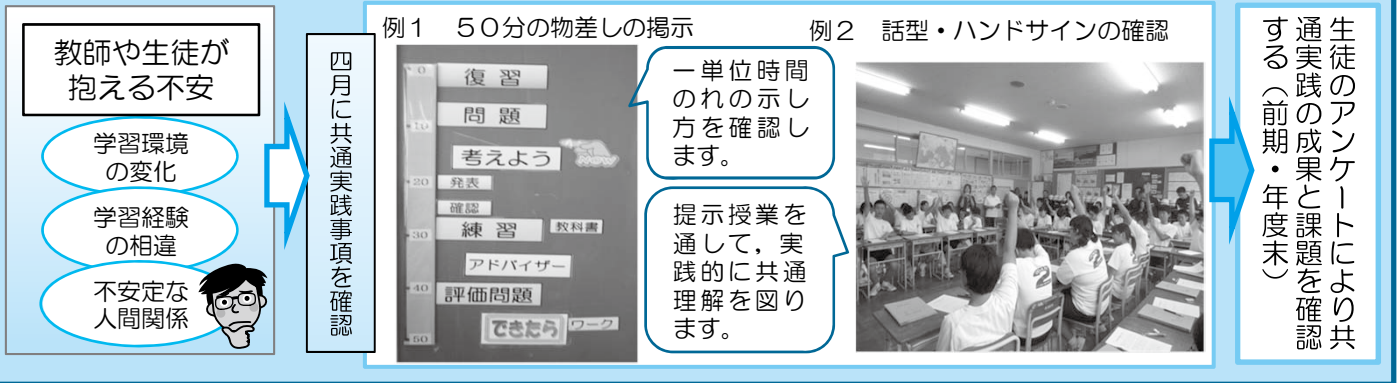 教師や生徒が
抱える不安
学習環境
の変化
学習経験
の相違
不安定な
人間関係
四月に共通実践事項を確認
例１　５０分の物差しの掲示
0
復習
問題
10
考えよう
NOW
20
発表
確認
30
練習
教科書
アドバイザー
40
評価問題
できたら
ワーク
50
一単位時間
のれの示し
方を確認し
ます。
提示授業を
通して，実
践的に共通
理解を図り
ます。
例２　話型・ハンドサインの確認
2
2
生徒のアンケートにより共
通実践の成果と課題を確認
する（前期・年度末）